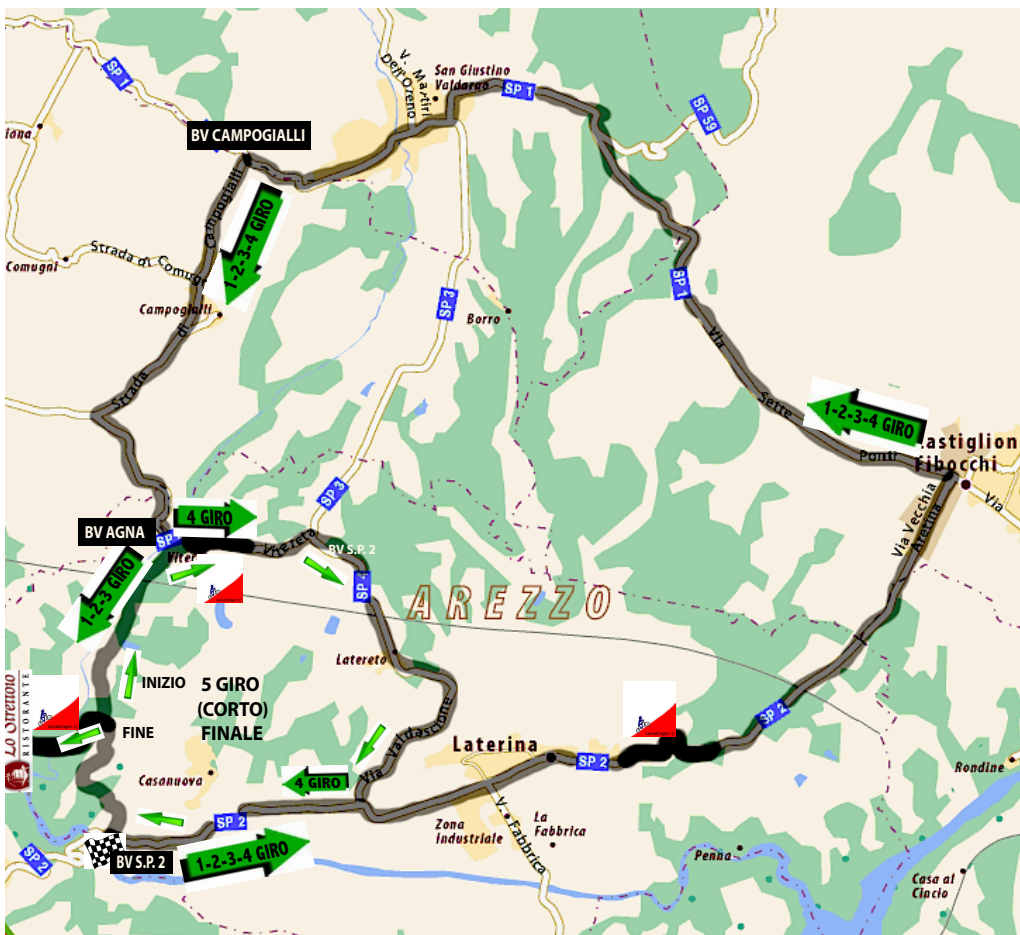 SP 1
V. Martiri
Dell'Oreno
San Giustino
Valdarno
SP 1
SP 59
iana
BV CAMPOGIALLI
1-2-3-4 GIRO
Campogialli
Strada di Comug
Comugni
Campogialli
di
Strada
SP 3
Borro
SP 1
Via
Sette
Ponti
1-2-3-4 GIRO
astiglion
Fibocchi
Via
Via Vecchia
Aretina
SP 3
BV AGNA
4 GIRO
SP
BV S.P. 2
1-2-3 GIRO
SP 4
AREZZO
Latereto
INIZIO
5 GIRO
(CORTO)
FINALE
Lo Strettoio
RISTORANTE
FINE
Via Valdascione
Laterina
SP 2
SP 2
Rondine
Casanuova
4 GIRO
SP 2
V. Fabbrica
Zona
Industriale
La
Fabbrica
SP 2
BV S.P. 2
1-2-3-4 GIRO
Penna
Casa al
Cincio